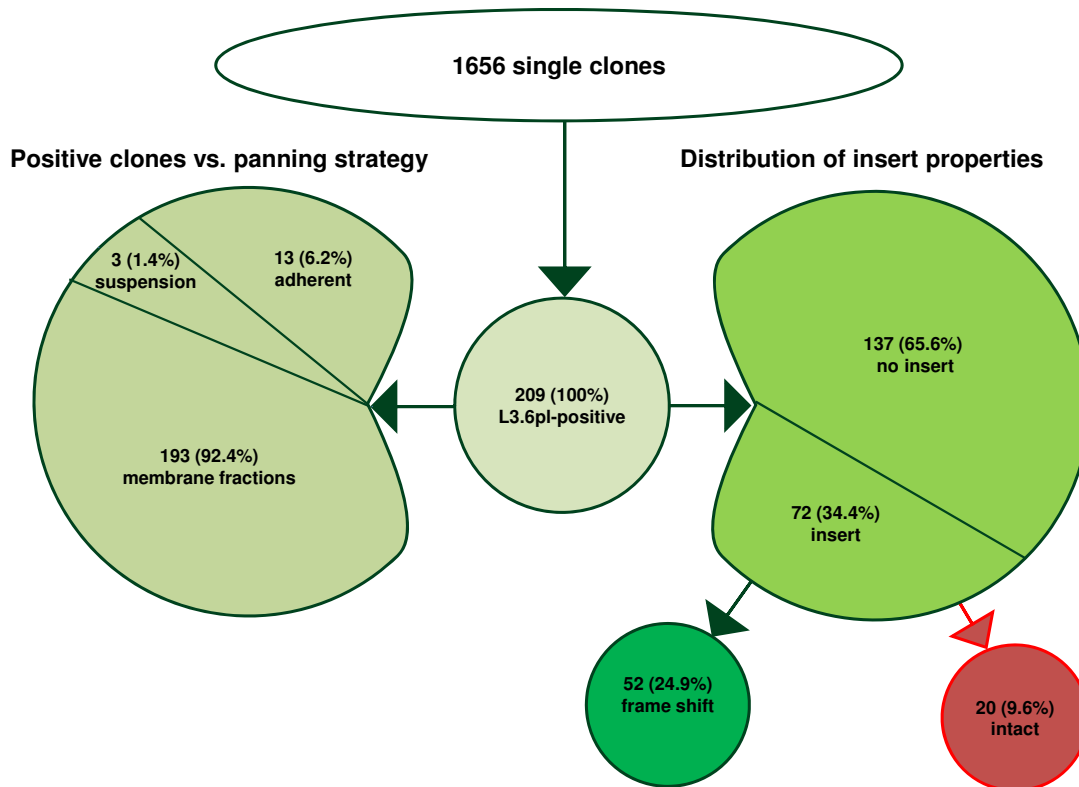 1656 single clones
Positive clones vs. panning strategy
Distribution of insert properties
3 (1.4%)
suspension
13 (6.2%)
adherent
193 (92.4%)
membrane fractions
209 (100%)
L3.6pl-positive
137 (65.6%)
no insert
72 (34.4%)
insert
52 (24.9%)
frame shift
20 (9.6%)
intact